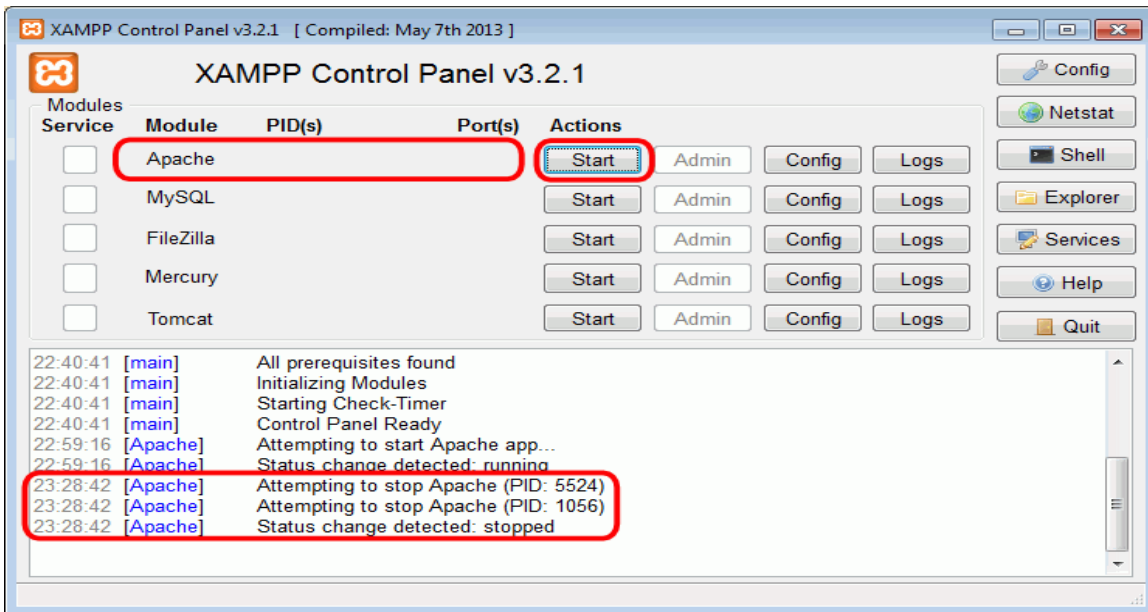 XAMPP Control Panel v3.2.1 [ Compiled: May 7th 2013 ]
XAMPP Control Panel v3.2.1
Config
Modules
Service Module PID(s) Port(s) Actions
Netstat
Apache Start Admin Config Logs
Shell
MySQL Start Admin Config Logs
Explorer
FileZilla Start Admin Config Logs
Services
Mercury Start Admin Config Logs
Help
Tomcat Start Admin Config Logs
Quit
22:40:41 [main] All prerequisites found
22:40:41 [main] Initializing Modules
22:40:41 [main] Starting Check-Timer
22:40:41 [main] Control Panel Ready
22:59:16 [Apache] Attempting to start Apache app...
22:59:16 [Apache] Status change detected: running
23:28:42 [Apache] Attempting to stop Apache (PID: 5524)
23:28:42 [Apache] Attempting to stop Apache (PID: 1056)
23:28:42 [Apache] Status change detected: stopped